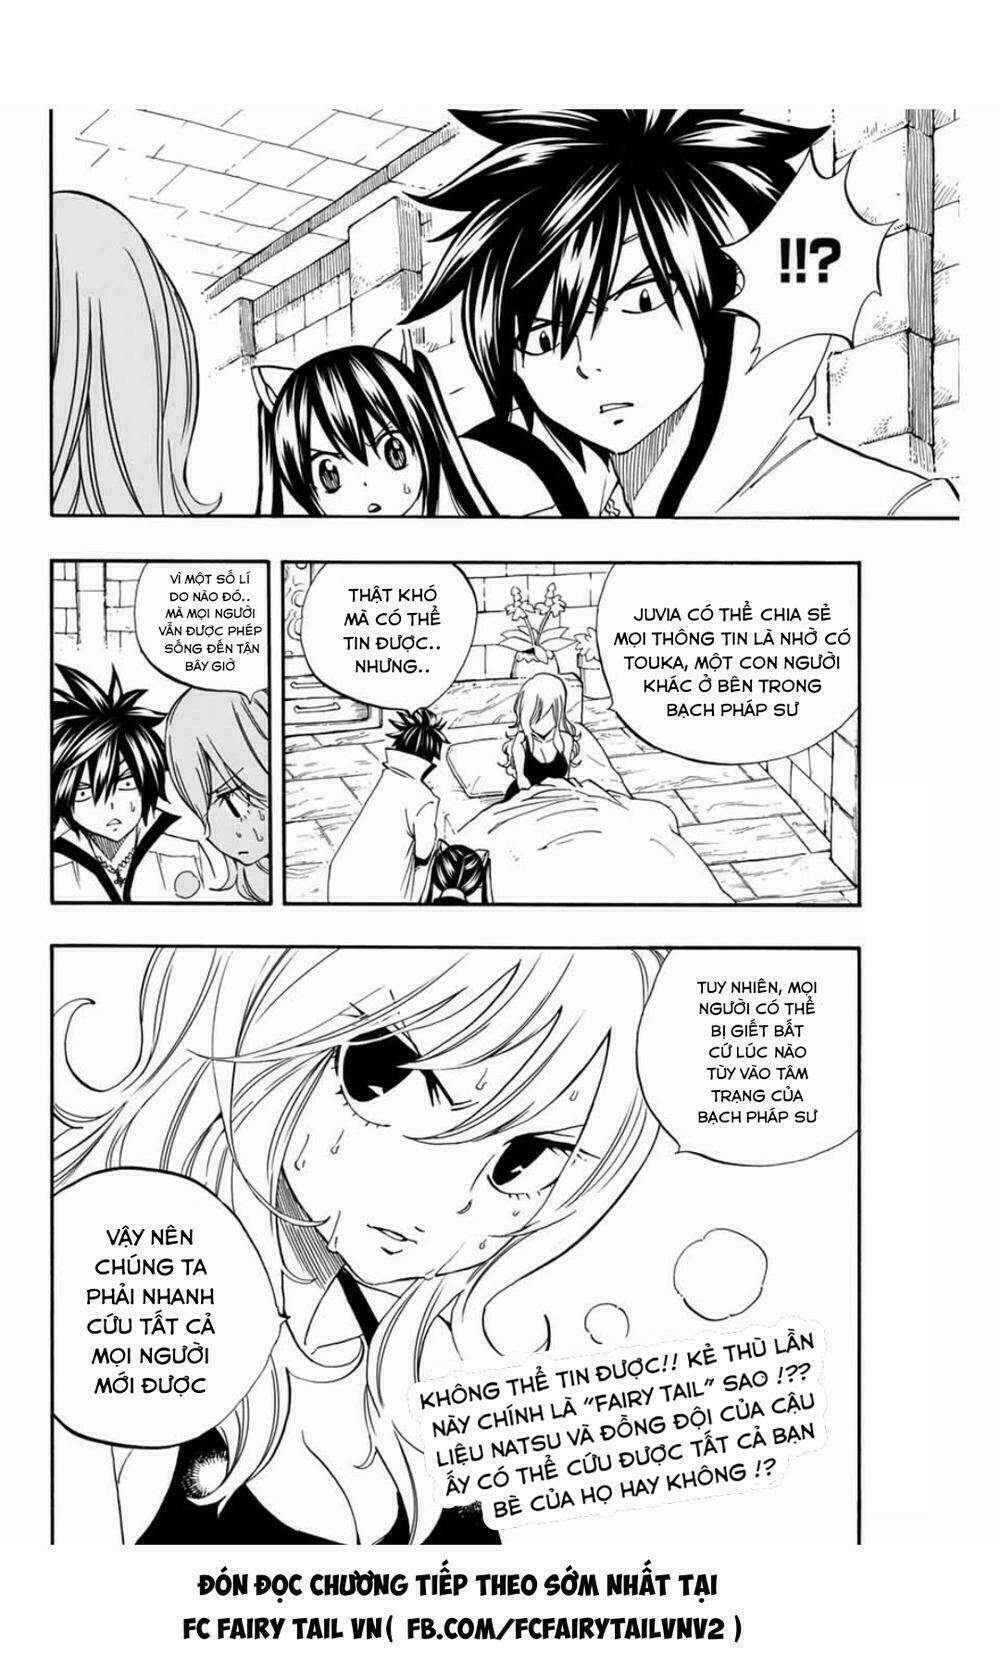 !!?
JUVIA CÓ THỂ CHIA SẺ
MỌI THÔNG TIN LÀ NHỜ CÓ
TOUKA, MỘT CON NGƯỜI
KHÁC Ở BÊN TRONG
BẠCH PHÁP SƯ
THẬT KHÓ
MÀ CÓ THỂ
TIN ĐƯỢC..
NHƯNG..
VÌ MỘT SỐ LÍ
DO NÀO ĐÓ..
MÀ MỌI NGƯỜI
VẪN ĐƯỢC PHÉP
SỐNG ĐẾN TẬN
BÂY GIỜ
TUY NHIÊN, MỌI
NGƯỜI CÓ THỂ
BỊ GIẾT BẤT
CỨ LÚC NÀO
TÙY VÀO TÂM
TRẠNG CỦA
BẠCH PHÁP SƯ
VẬY NÊN
CHÚNG TA
PHẢI NHANH
CỨU TẤT CẢ
MỌI NGƯỜI
MỚI ĐƯỢC
KHÔNG THỂ TIN ĐƯỢC!! KẺ THÙ LẦN
NÀY CHÍNH LÀ "FAIRY TAIL" SAO !??
LIỆU NATSU VÀ ĐỒNG ĐỘI CỦA CẬU
ẤY CÓ THỂ CỨU ĐƯỢC TẤT CẢ BẠN
BÈ CỦA HỌ HAY KHÔNG !?
ĐÓN ĐỌC CHƯƠNG TIẾP THEO SỚM NHẤT TẠI
FC FAIRY TAIL VN( FB.COM/FCFAIRYTAILVNV2 )